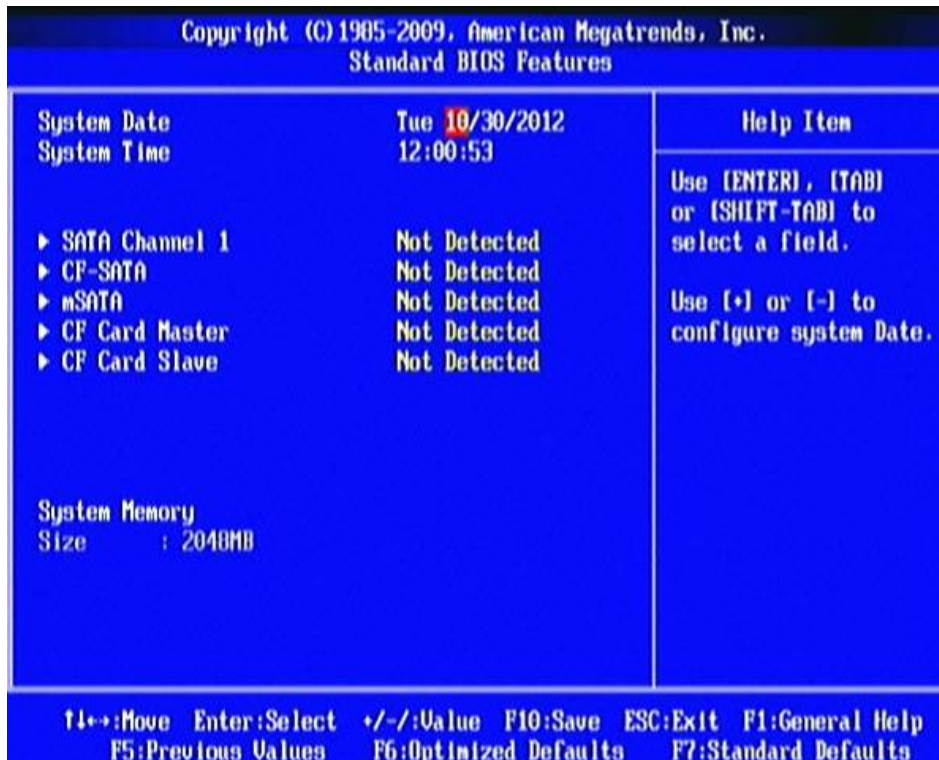 Copyright (C)1985-2009, American Megatrends, Inc.
Standard BIOS Features
System Date Tue 10/30/2012
System Time 12:00:53
▶ SATA Channel 1 Not Detected
▶ CF-SATA Not Detected
▶ mSATA Not Detected
▶ CF Card Master Not Detected
▶ CF Card Slave Not Detected
System Memory
Size : 2048MB
Help Item
Use [ENTER], [TAB]
or [SHIFT-TAB] to
select a field.
Use [+] or [-] to
configure system Date.
↑↓←→:Move Enter:Select +/-/:Value F10:Save ESC:Exit F1:General Help
F5:Previous Values F6:Optimized Defaults F7:Standard Defaults